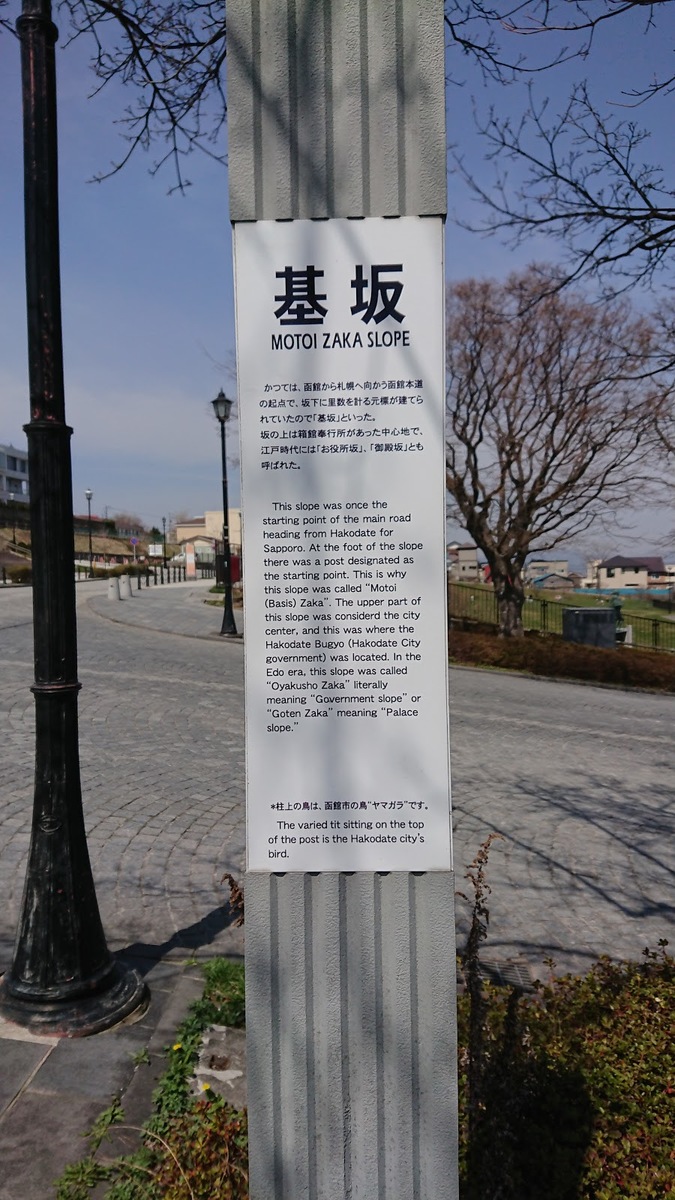 基坂
MOTOI ZAKA SLOPE
かつては、函館から札幌へ向かう函館本道
の起点で、坂下に里数を計る元標が建てら
れていたので「基坂」といった。
坂の上は箱館奉行所があった中心地で、
江戸時代には「お役所坂」、「御殿坂」とも
呼ばれた。
This slope was once the
starting point of the main road
heading from Hakodate for
Sapporo. At the foot of the slope
there was a post designated as
the starting point. This is why
this slope was called “Motoi
(Basis) Zaka”. The upper part of
this slope was considerd the city
center, and this was where the
Hakodate Bugyo (Hakodate City
government) was located. In the
Edo era, this slope was called
“Oyakusho Zaka” literally
meaning “Government slope” or
“Goten Zaka” meaning “Palace
slope.”
*柱上の鳥は、函館市の鳥“ヤマガラ”です。
The varied tit sitting on the top
of the post is the Hakodate city’s
bird.